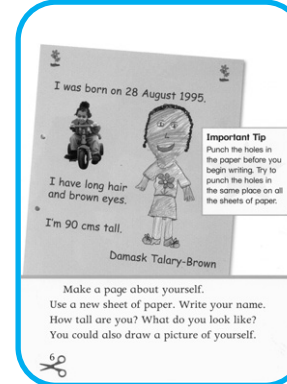 I was born on 28 August 1995.
I have long hair
and brown eyes.
I'm 90 cms tall.
Damask Talary-Brown
Important Tip
Punch the holes in
the paper before you
begin writing. Try to
punch the holes in
the same place on all
the sheets of paper.
Make a page about yourself.
Use a new sheet of paper. Write your name.
How tall are you? What do you look like?
You could also draw a picture of yourself.
6